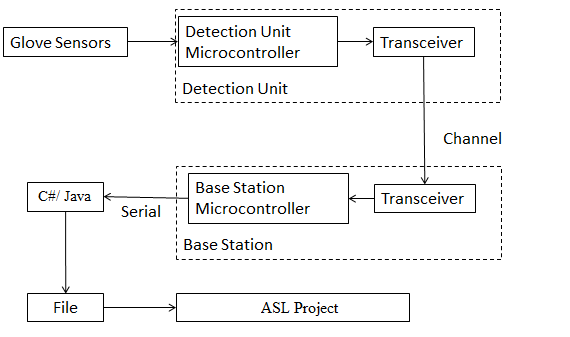 Glove Sensors
Detection Unit
Microcontroller
Transceiver
Detection Unit
Channel
Base Station
Microcontroller
Transceiver
C#/ Java
Serial
Base Station
File
ASL Project